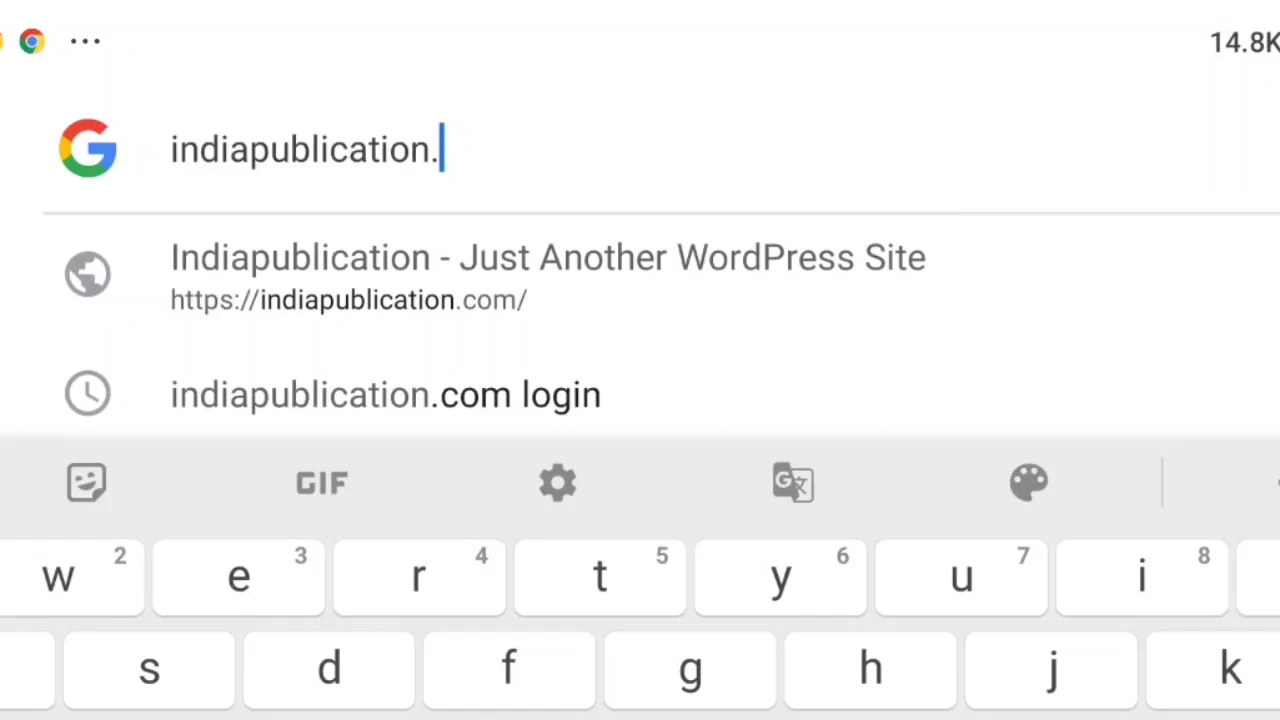 14.8K
indiapublication.
Indiapublication - Just Another WordPress Site
https://indiapublication.com/
indiapublication.com login
GIF
w 2 e 3 r 4 t 5 y 6 u 7 i 8
s d f g h j k